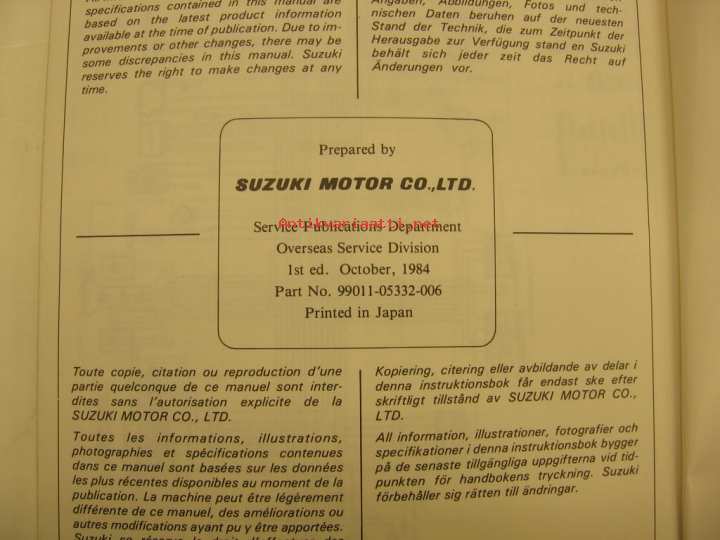 specifications contained in this manual are
based on the latest product information
available at the time of publication. Due to im-
provements or other changes, there may be
some discrepancies in this manual. Suzuki
reserves the right to make changes at any
time.
Angaben, Abbildungen, Fotos und tech-
nischen Daten beruhen auf der neuesten
Stand der Technik, die zum Zeitpunkt der
Herausgabe zur Verfügung stand en Suzuki
behält sich jeder zeit das Recht auf
Änderungen vor.
Prepared by
SUZUKI MOTOR CO.,LTD.
Service Publications Department
Antikvariaatti.net
Overseas Service Division
1st ed. October, 1984
Part No. 99011-05332-006
Printed in Japan
Toute copie, citation ou reproduction d'une
partie quelconque de ce manuel sont inter-
dites sans l'autorisation explicite de la
SUZUKI MOTOR CO., LTD.
Toutes les informations, illustrations,
photographies et spécifications contenues
dans ce manuel sont basées sur les données
les plus récentes disponibles au moment de la
publication. La machine peut être légèrement
différente de ce manuel, des améliorations ou
autres modifications ayant pu y être apportées.
Suzuki se réserve le droit d'effectuer des
Kopiering, citering eller avbildande av delar i
denna instruktionsbok får endast ske efter
skriftligt tillstånd av SUZUKI MOTOR CO.,
LTD.
All information, illustrationer, fotografier och
specifikationer i denna instruktionsbok bygger
på de senaste tillgängliga uppgifterna vid tid-
punkten för handbokens tryckning. Suzuki
förbehåller sig rätten till ändringar.